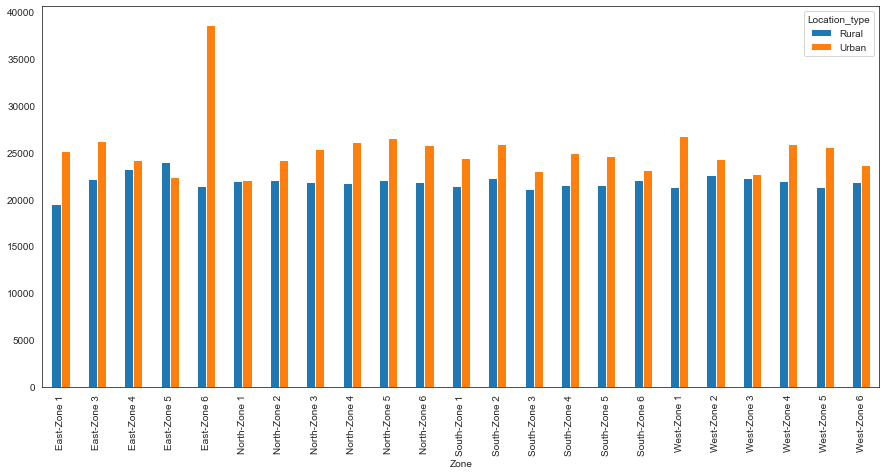 40000
35000
30000
25000
20000
15000
10000
5000
0
Location_type
Rural
Urban
East-Zone 1
East-Zone 3
East-Zone 4
East-Zone 5
East-Zone 6
North-Zone 1
North-Zone 2
North-Zone 3
North-Zone 4
North-Zone 5
North-Zone 6
South-Zone 1
South-Zone 2
South-Zone 3
South-Zone 4
South-Zone 5
South-Zone 6
West-Zone 1
West-Zone 2
West-Zone 3
West-Zone 4
West-Zone 5
West-Zone 6
Zone